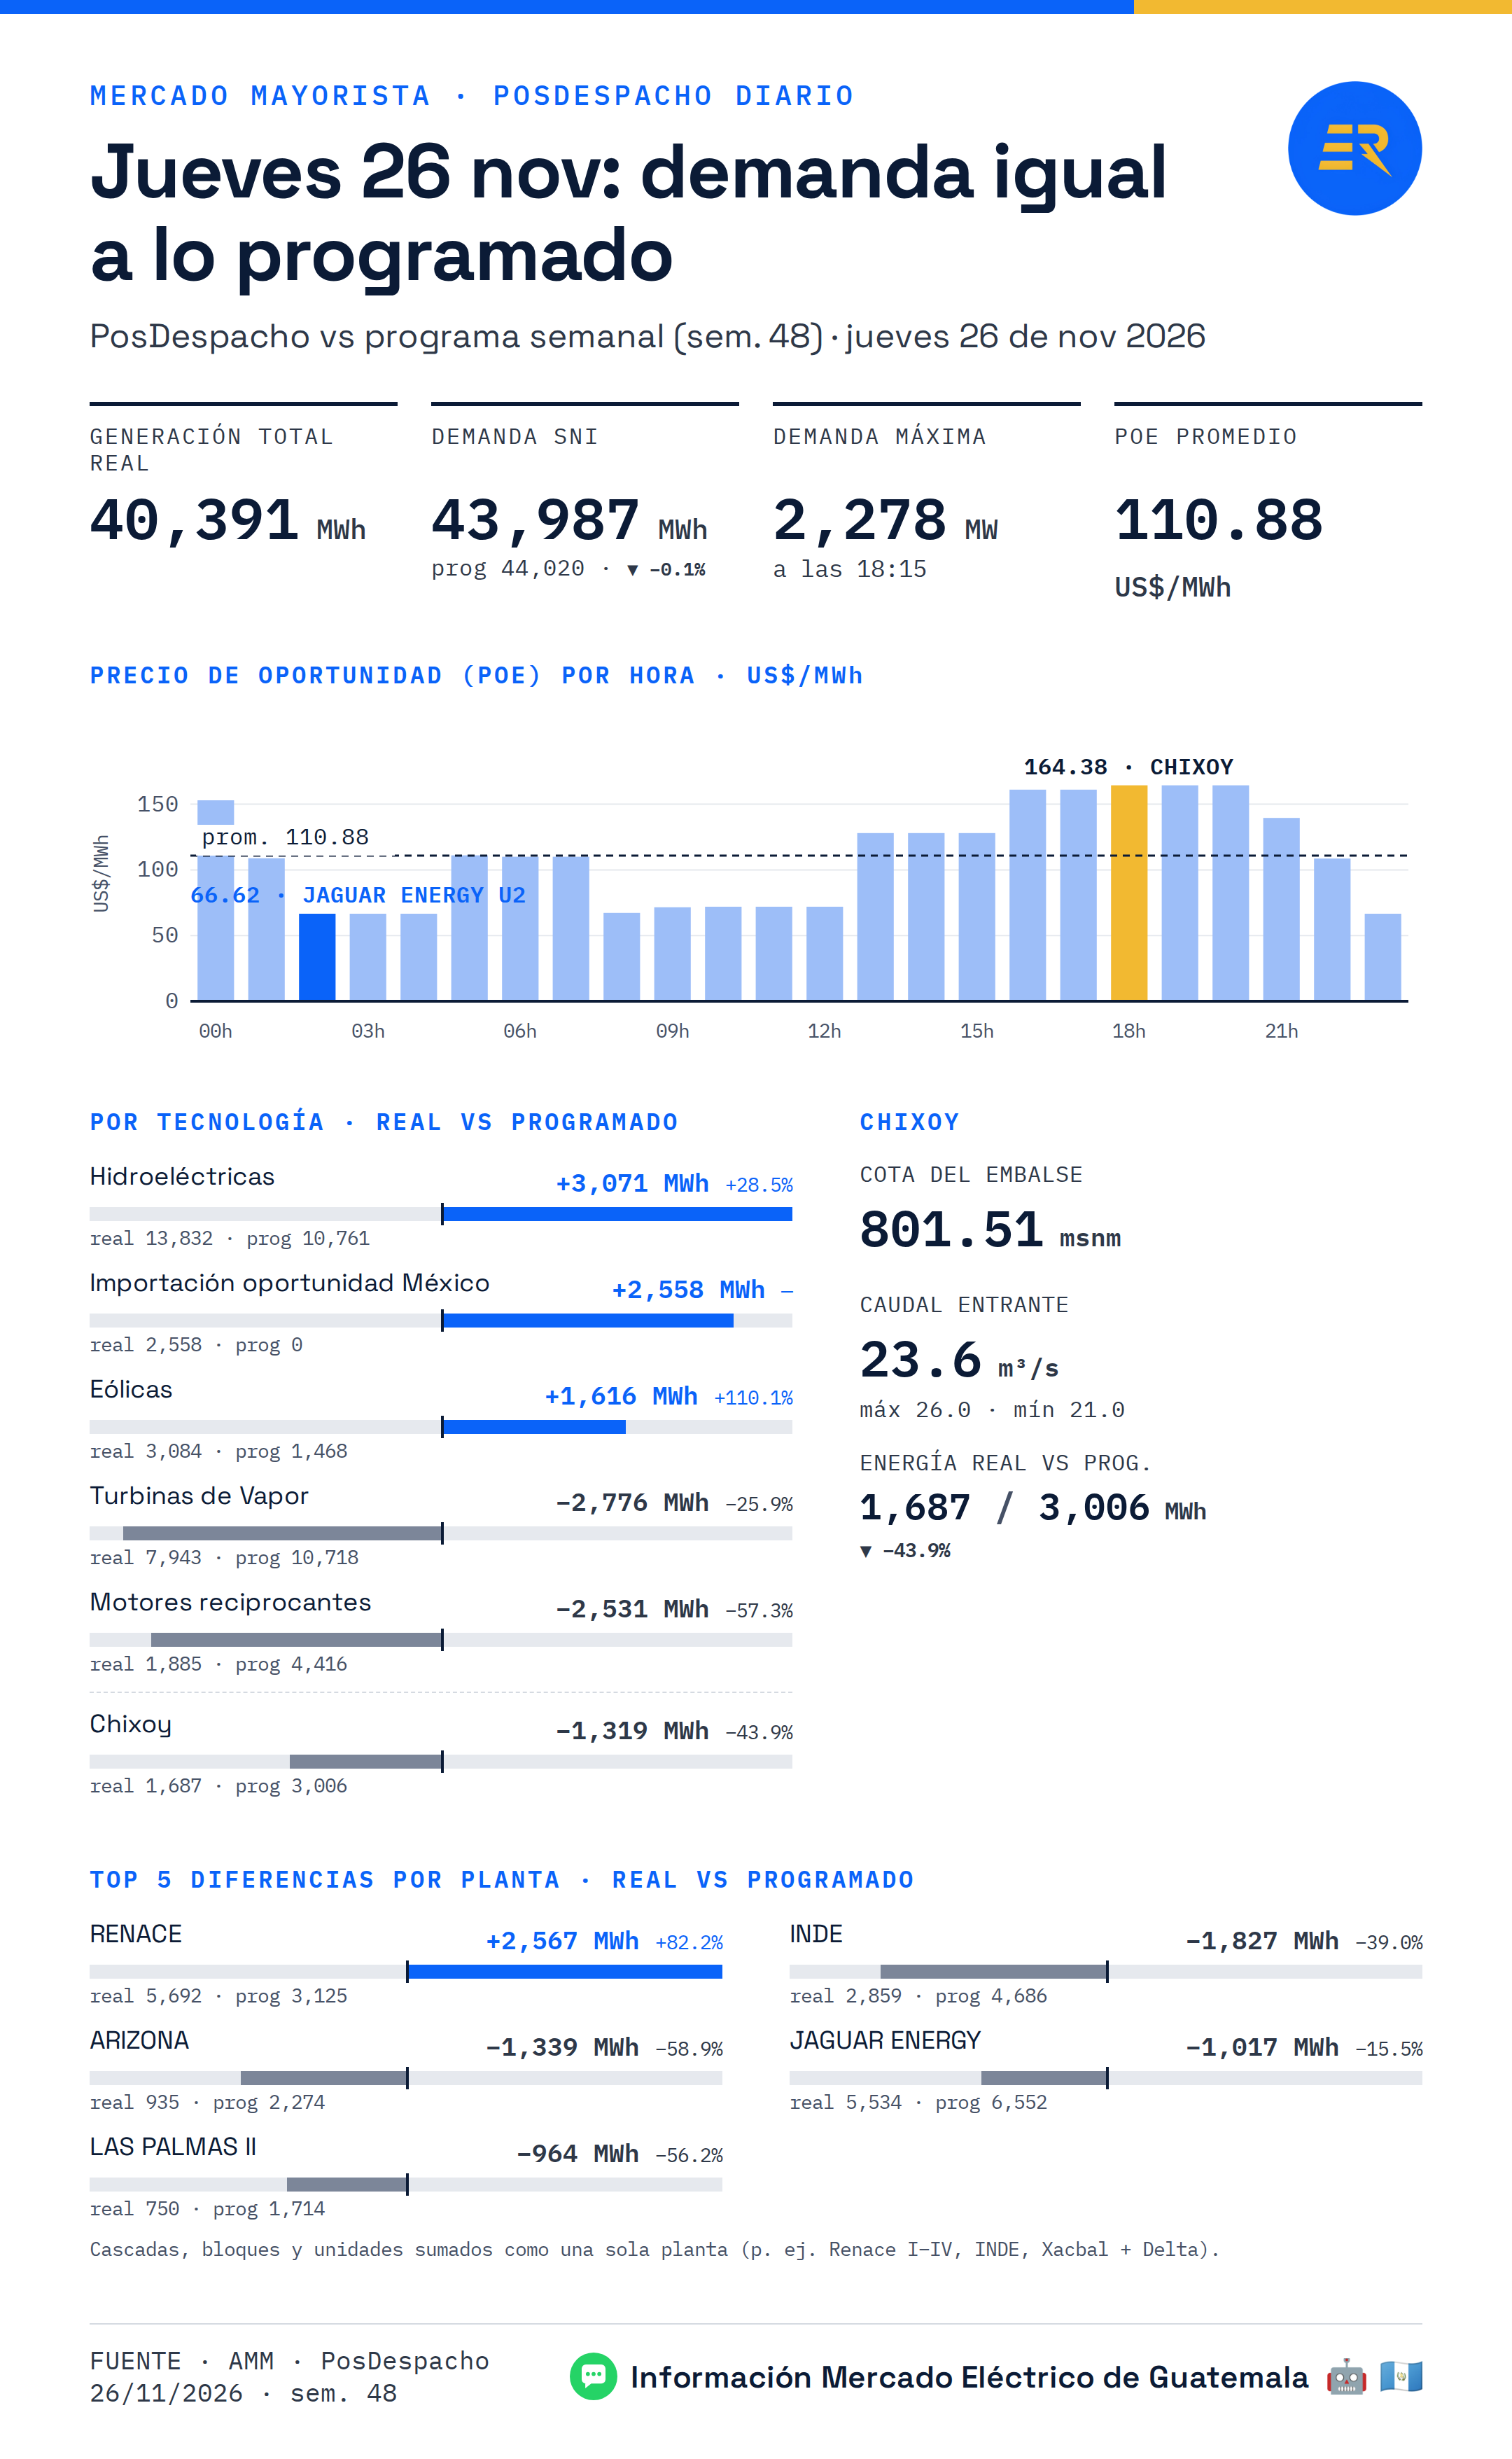 MERCADO MAYORISTA · POSDESPACHO DIARIO
ER
Jueves 26 nov: demanda igual
a lo programado
PosDespacho vs programa semanal (sem. 48) · jueves 26 de nov 2026
GENERACIÓN TOTAL
REAL
40,391 MWh
DEMANDA SNI
43,987 MWh
prog 44,020 · ▼ −0.1%
DEMANDA MÁXIMA
2,278 MW
a las 18:15
POE PROMEDIO
110.88
US$/MWh
PRECIO DE OPORTUNIDAD (POE) POR HORA · US$/MWh
164.38 · CHIXOY
150
prom. 110.88
100
66.62 · JAGUAR ENERGY U2
50
0
US$/MWh
00h 03h 06h 09h 12h 15h 18h 21h
POR TECNOLOGÍA · REAL VS PROGRAMADO
Hidroeléctricas +3,071 MWh +28.5%
real 13,832 · prog 10,761
Importación oportunidad México +2,558 MWh —
real 2,558 · prog 0
Eólicas +1,616 MWh +110.1%
real 3,084 · prog 1,468
Turbinas de Vapor −2,776 MWh −25.9%
real 7,943 · prog 10,718
Motores reciprocantes −2,531 MWh −57.3%
real 1,885 · prog 4,416
Chixoy −1,319 MWh −43.9%
real 1,687 · prog 3,006
CHIXOY
COTA DEL EMBALSE
801.51 msnm
CAUDAL ENTRANTE
23.6 m³/s
máx 26.0 · mín 21.0
ENERGÍA REAL VS PROG.
1,687 / 3,006 MWh
▼ −43.9%
TOP 5 DIFERENCIAS POR PLANTA · REAL VS PROGRAMADO
RENACE +2,567 MWh +82.2%
real 5,692 · prog 3,125
INDE −1,827 MWh −39.0%
real 2,859 · prog 4,686
ARIZONA −1,339 MWh −58.9%
real 935 · prog 2,274
JAGUAR ENERGY −1,017 MWh −15.5%
real 5,534 · prog 6,552
LAS PALMAS II −964 MWh −56.2%
real 750 · prog 1,714
Cascadas, bloques y unidades sumados como una sola planta (p. ej. Renace I–IV, INDE, Xacbal + Delta).
FUENTE · AMM · PosDespacho
26/11/2026 · sem. 48
Información Mercado Eléctrico de Guatemala 🤖 🇬🇹